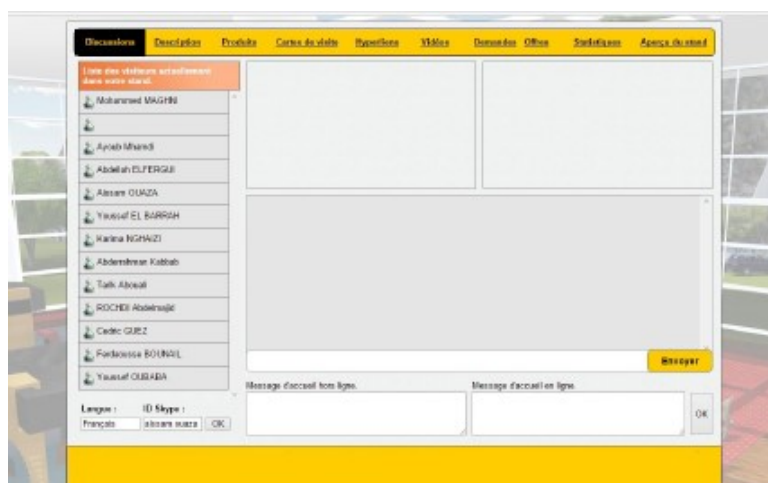 Discussions Description Produits Cartes de visite Hyperliens Vidéos Demandes Offres Statistiques Aperçu du stand
Liste des visiteurs actuellement
dans votre stand.
Mohammed MAGHNI
Ayoub Mhamdi
Abdellah ELFERGUI
Aissam OUAZA
Youssef EL BARRAH
Karima NGHAIZI
Abderrahman Kabbab
Tarik Abouali
ROCHDI Abdelmajid
Cedric GUEZ
Ferdaousse BOUNAIL
Youssef OUBABA
Envoyer
Message d'accueil hors ligne. Message d'accueil en ligne.
Langue : ID Skype :
Français aissam ouaza OK OK